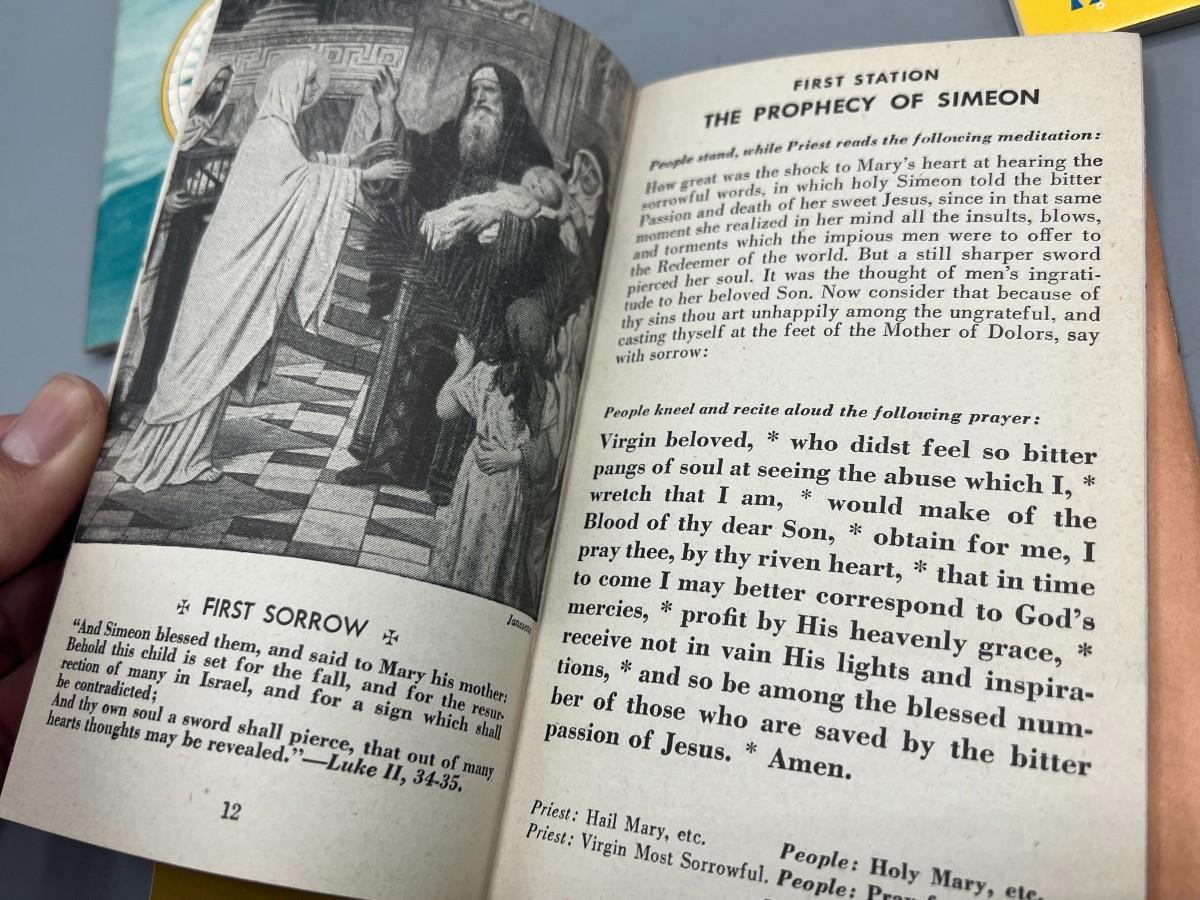 Janssens
✠ FIRST SORROW ✠
"And Simeon blessed them, and said to Mary his mother:
Behold this child is set for the fall, and for the resur-
rection of many in Israel, and for a sign which shall
be contradicted;
And thy own soul a sword shall pierce, that out of many
hearts thoughts may be revealed."—Luke II, 34-35.
12
FIRST STATION
THE PROPHECY OF SIMEON
People stand, while Priest reads the following meditation:
How great was the shock to Mary's heart at hearing the
sorrowful words, in which holy Simeon told the bitter
Passion and death of her sweet Jesus, since in that same
moment she realized in her mind all the insults, blows,
and torments which the impious men were to offer to
the Redeemer of the world. But a still sharper sword
pierced her soul. It was the thought of men's ingrati-
tude to her beloved Son. Now consider that because of
thy sins thou art unhappily among the ungrateful, and
casting thyself at the feet of the Mother of Dolors, say
with sorrow:
People kneel and recite aloud the following prayer:
Virgin beloved, * who didst feel so bitter
pangs of soul at seeing the abuse which I, *
wretch that I am, * would make of the
Blood of thy dear Son, * obtain for me, I
pray thee, by thy riven heart, * that in time
to come I may better correspond to God's
mercies, * profit by His heavenly grace, *
receive not in vain His lights and inspira-
tions, * and so be among the blessed num-
ber of those who are saved by the bitter
passion of Jesus. * Amen.
Priest: Hail Mary, etc. People: Holy Mary, etc.
Priest: Virgin Most Sorrowful. People: